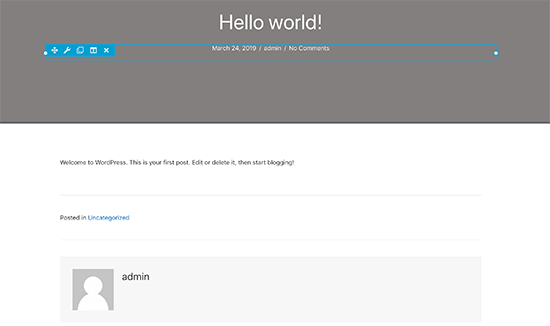 Hello world!
March 24, 2019 / admin / No Comments
Welcome to WordPress. This is your first post. Edit or delete it, then start blogging!
Posted in Uncategorized
admin